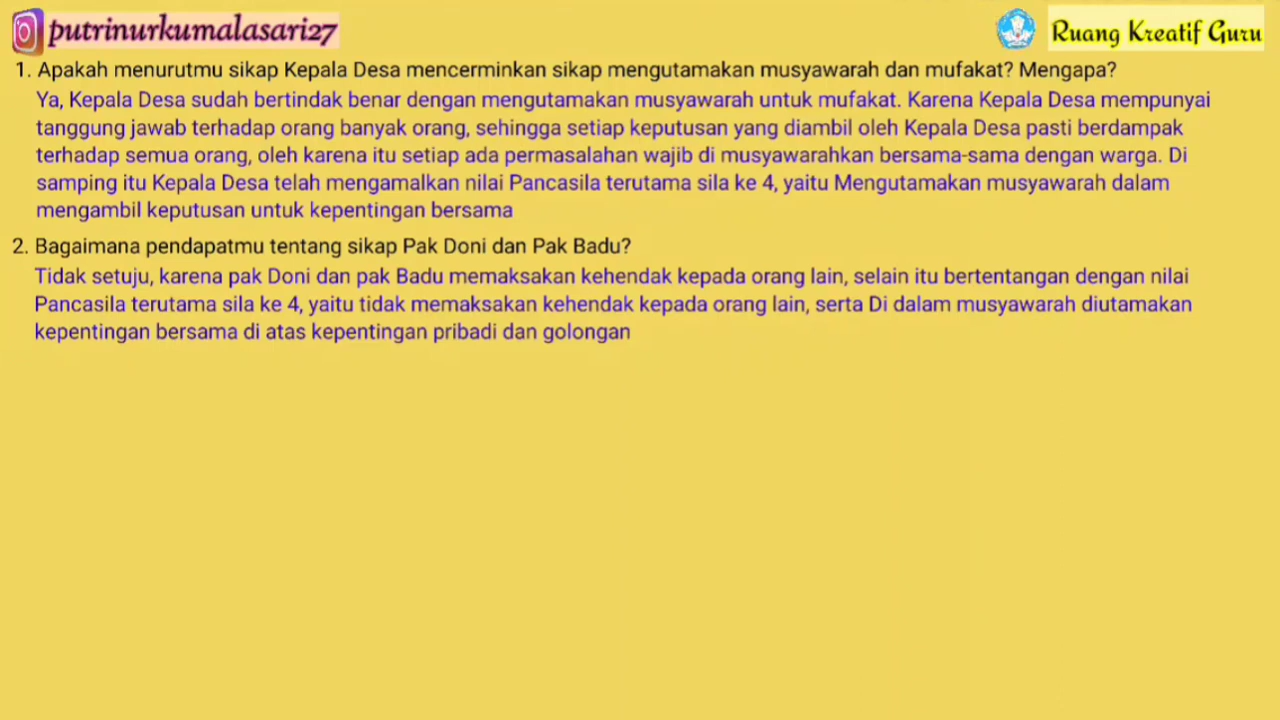 putrinurkumalasari27
Ruang Kreatif Guru
1. Apakah menurutmu sikap Kepala Desa mencerminkan sikap mengutamakan musyawarah dan mufakat? Mengapa?
Ya, Kepala Desa sudah bertindak benar dengan mengutamakan musyawarah untuk mufakat. Karena Kepala Desa mempunyai
tanggung jawab terhadap orang banyak orang, sehingga setiap keputusan yang diambil oleh Kepala Desa pasti berdampak
terhadap semua orang, oleh karena itu setiap ada permasalahan wajib di musyawarahkan bersama-sama dengan warga. Di
samping itu Kepala Desa telah mengamalkan nilai Pancasila terutama sila ke 4, yaitu Mengutamakan musyawarah dalam
mengambil keputusan untuk kepentingan bersama
2. Bagaimana pendapatmu tentang sikap Pak Doni dan Pak Badu?
Tidak setuju, karena pak Doni dan pak Badu memaksakan kehendak kepada orang lain, selain itu bertentangan dengan nilai
Pancasila terutama sila ke 4, yaitu tidak memaksakan kehendak kepada orang lain, serta Di dalam musyawarah diutamakan
kepentingan bersama di atas kepentingan pribadi dan golongan